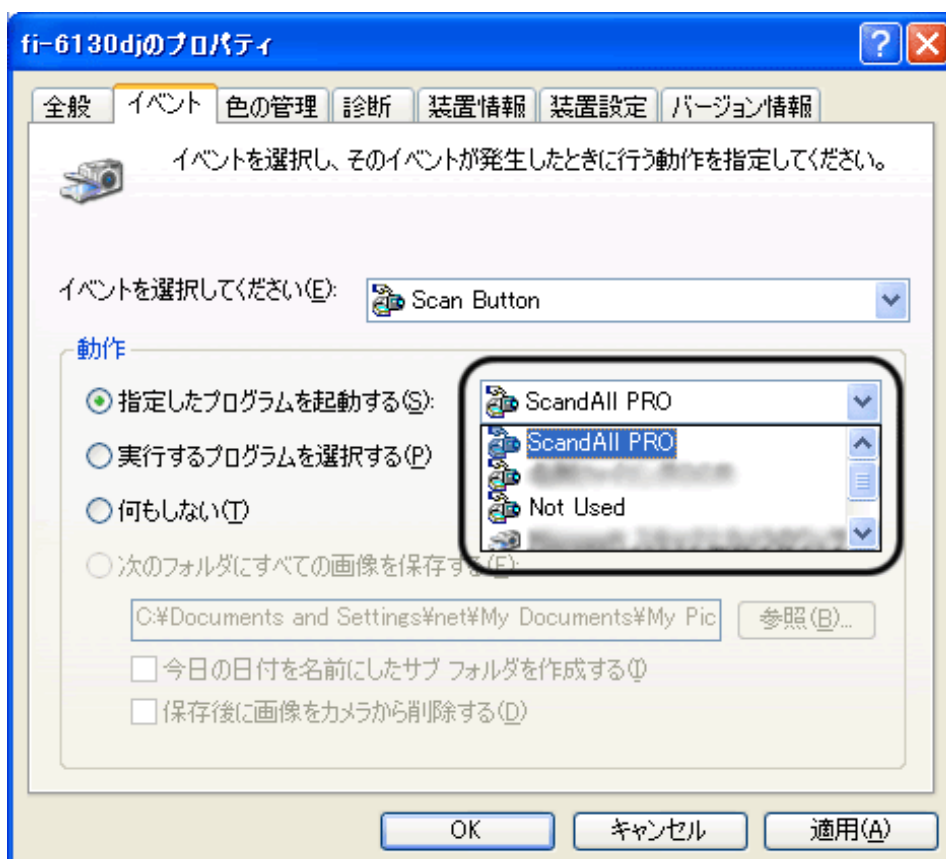 fi-6130djのプロパティ
全般 イベント 色の管理 診断 装置情報 装置設定 バージョン情報
イベントを選択し、そのイベントが発生したときに行う動作を指定してください。
イベントを選択してください(E): Scan Button
動作
指定したプログラムを起動する(S): ScandAll PRO
ScandAll PRO
実行するプログラムを選択する(P)
何もしない(T) Not Used
次のフォルダにすべての画像を保存する(F):
C:¥Documents and Settings¥net¥My Documents¥My Pic 参照(B)...
今日の日付を名前にしたサブ フォルダを作成する(I)
保存後に画像をカメラから削除する(D)
OK キャンセル 適用(A)